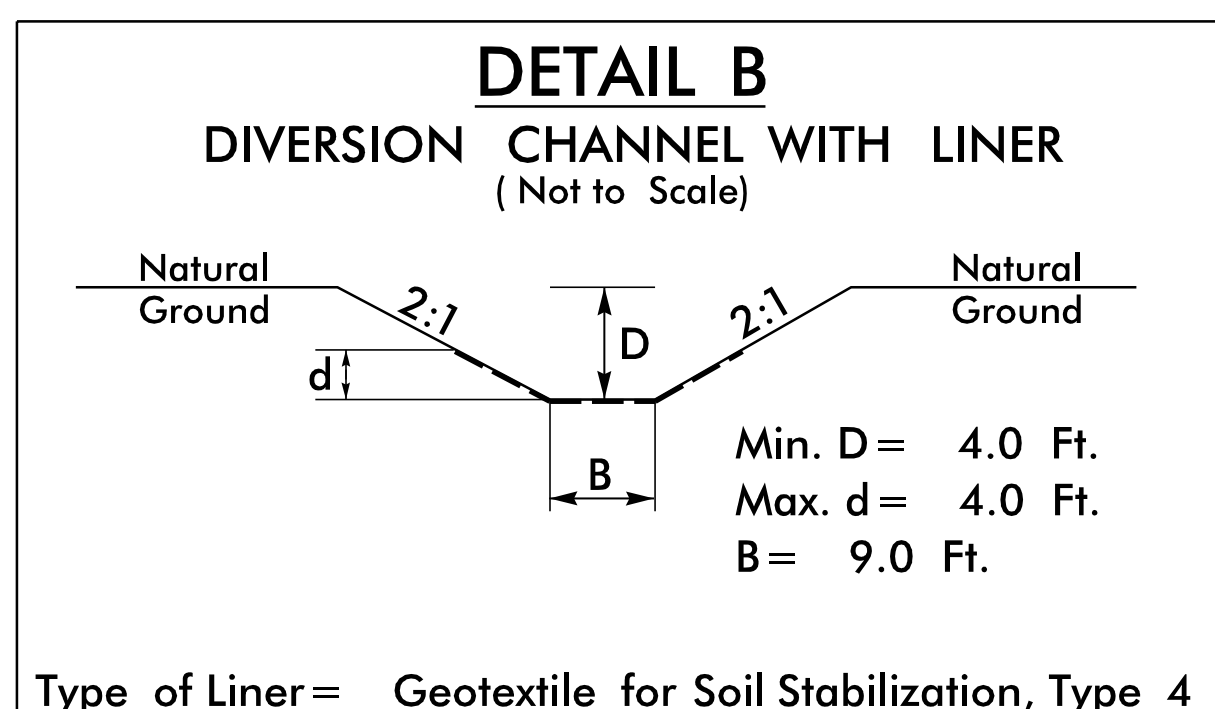 DETAIL B
DIVERSION CHANNEL WITH LINER
( Not to Scale)
Natural
Ground
2:1
D
2:1
Natural
Ground
d
B
Min. D= 4.0 Ft.
Max. d= 4.0 Ft.
B= 9.0 Ft.
Type of Liner= Geotextile for Soil Stabilization, Type 4